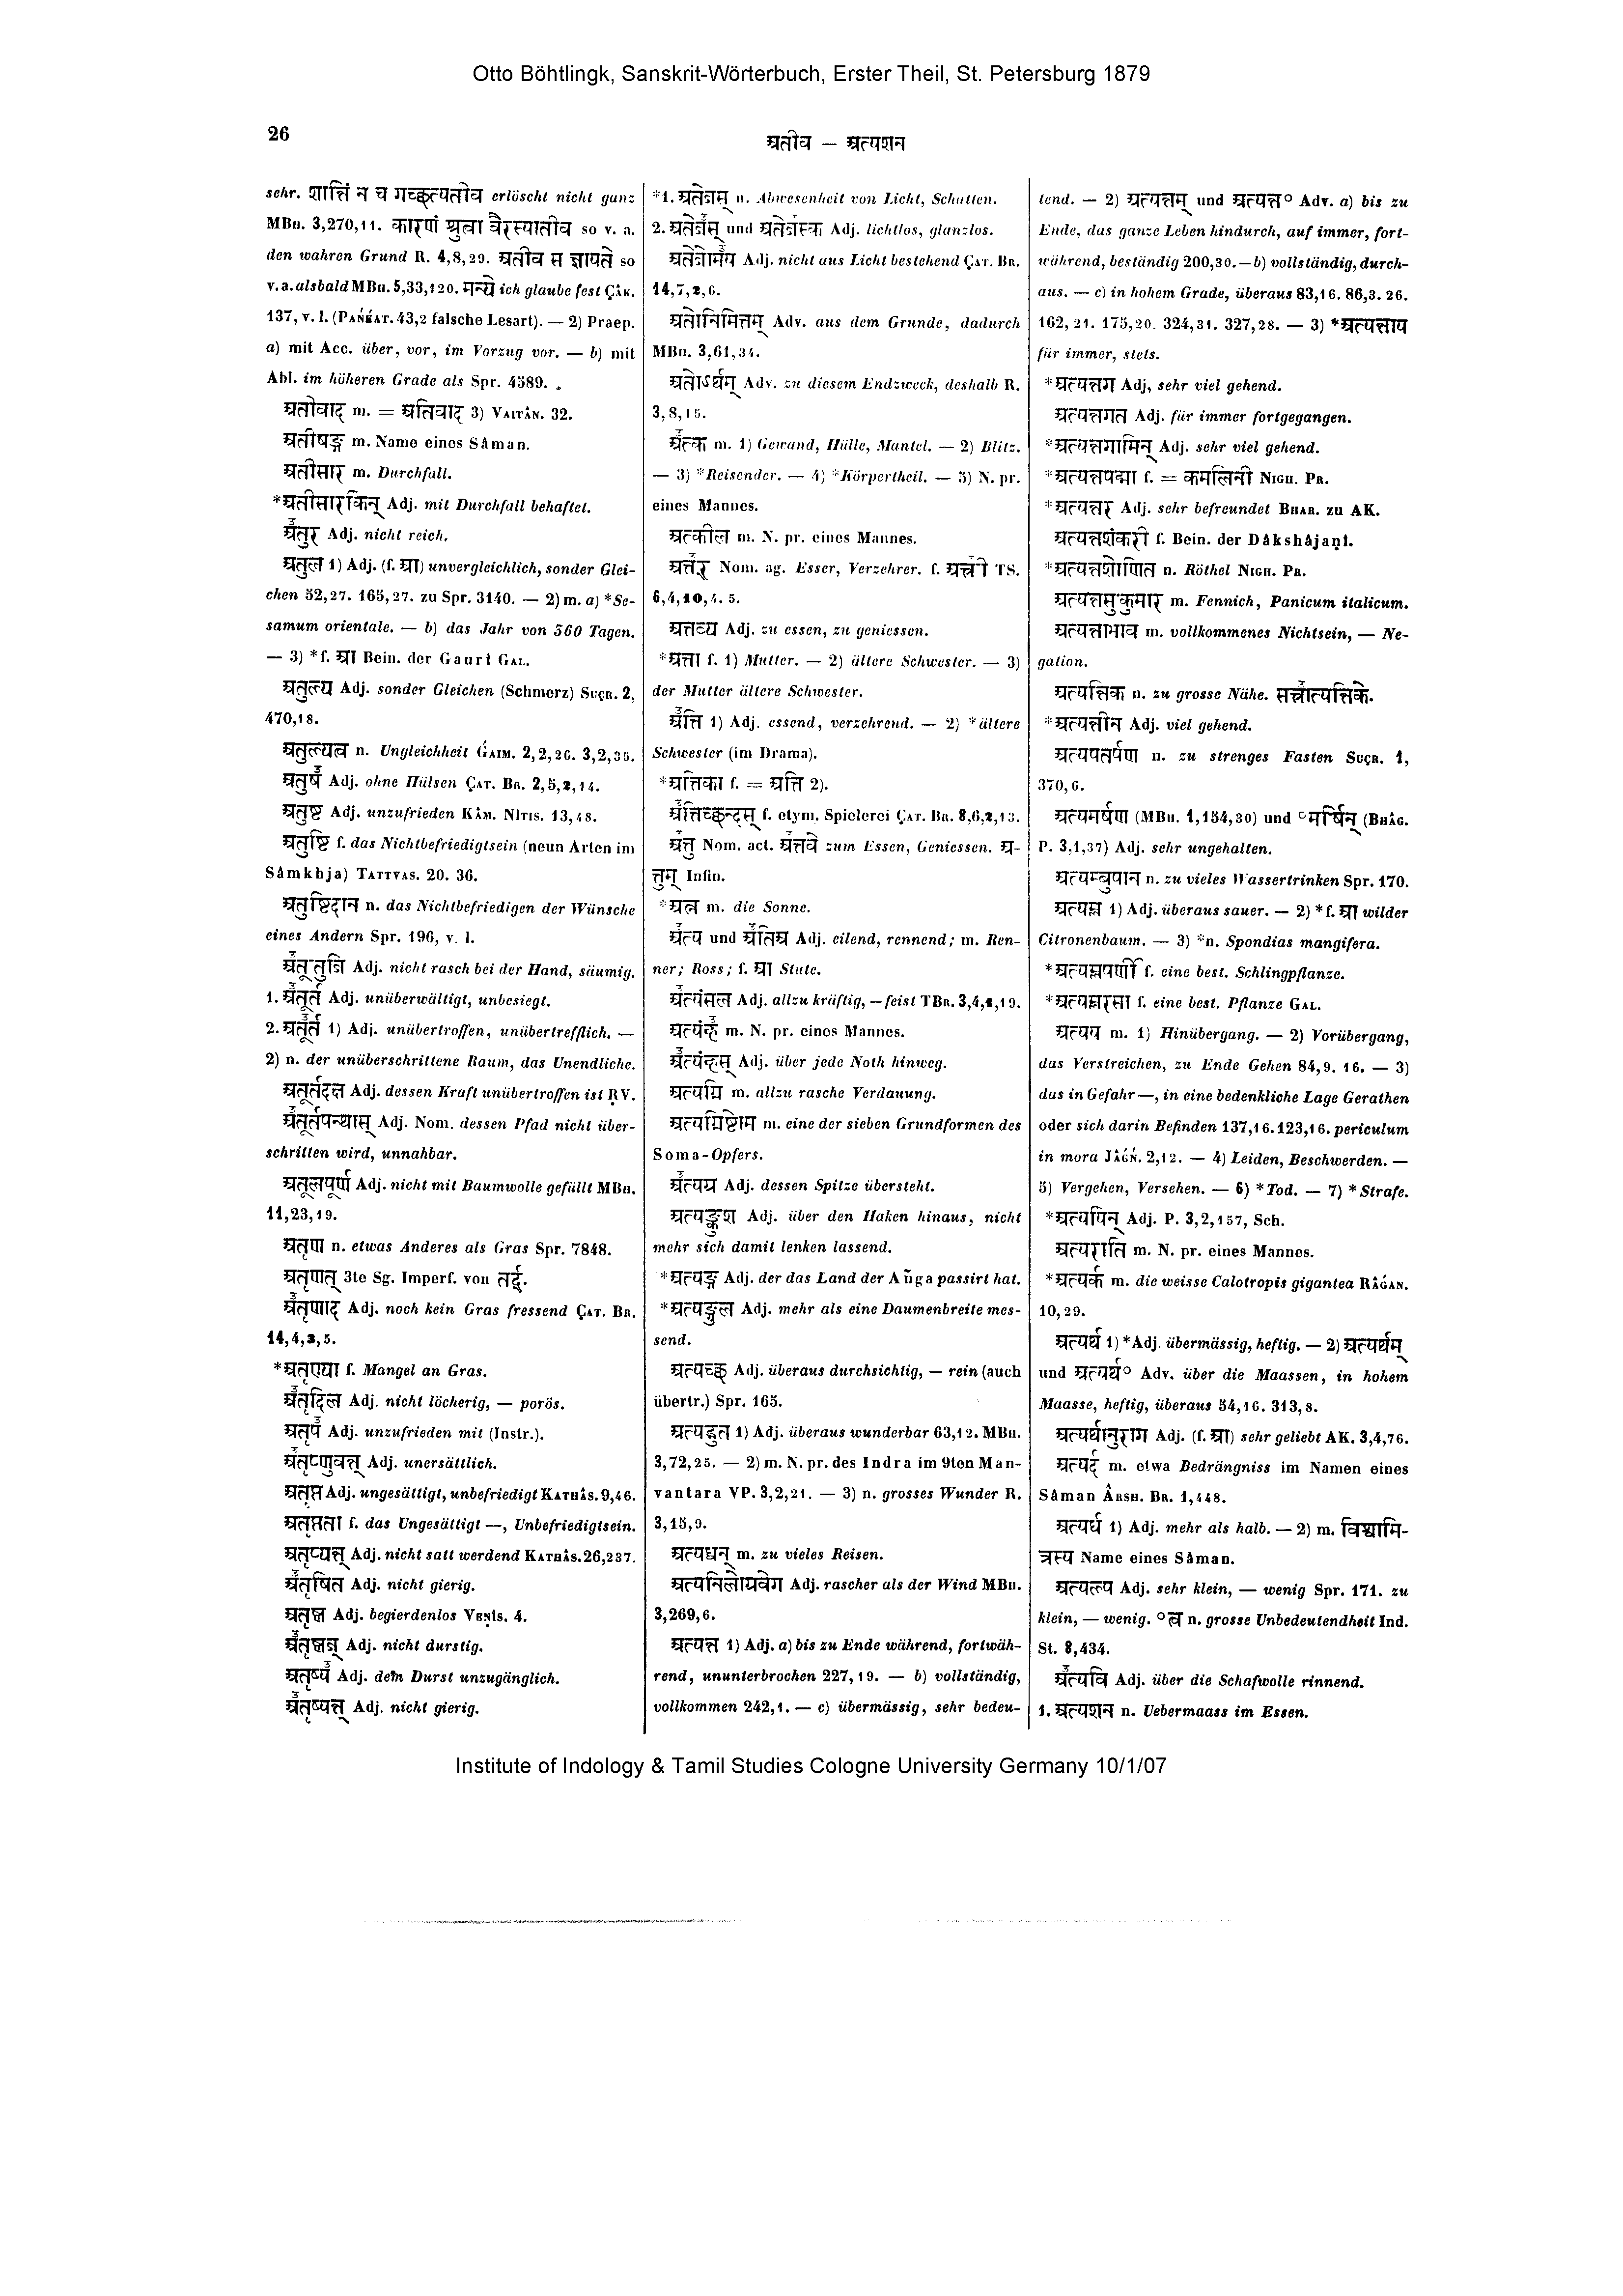 Otto Böhtlingk, Sanskrit-Wörterbuch, Erster Theil, St. Petersburg 1879
26
अतीव — अत्यशन
sehr. शान्तिं न च गच्छत्यतीव erlöscht nicht ganz
MBH. 3,270,11. कारणं श्रुत्वा वैरस्यातीव so v. a.
den wahren Grund R. 4,8,29. अतीव स ज्ञायते so
v. a. alsbald MBH. 5,33,120. मन्ये ich glaube fest ÇÂK.
137, v. l. (PAŃKAT. 43,2 falsche Lesart). — 2) Praep.
a) mit Acc. über, vor, im Vorzug vor. — b) mit
Abl. im höheren Grade als Spr. 4589.
अतीवाद m. = अतिवाद 3) VAITÂN. 32.
अतीषङ्ग m. Name eines Sâman.
अतीसार m. Durchfall.
*अतीसारकिन् Adj. mit Durchfall behaftet.
अतुर Adj. nicht reich.
अतुल 1) Adj. (f. आ) unvergleichlich, sonder Glei-
chen 52,27. 165,27. zu Spr. 3140. — 2) m. a) *Se-
samum orientale. — b) das Jahr von 360 Tagen.
— 3) *f. आ Bein. der Gaurî GAL.
अतुल्य Adj. sonder Gleichen (Schmerz) SUÇR. 2,
470,18.
अतुल्यत्व n. Ungleichheit ǴAIM. 2,2,26. 3,2,35.
अतुष Adj. ohne Hülsen ÇAT. BR. 2,5,2,14.
अतुष्ट Adj. unzufrieden KÂM. NÎTIS. 13,48.
अतुष्टि f. das Nichtbefriedigtsein (neun Arten im
Sâmkhja) TATTVAS. 20. 36.
अतुष्टिदान n. das Nichtbefriedigen der Wünsche
eines Andern Spr. 196, v. l.
अतूतुजि Adj. nicht rasch bei der Hand, säumig.
1. अतूर्त Adj. unüberwältigt, unbesiegt.
2. अतूर्त 1) Adj. unübertroffen, unübertrefflich. —
2) n. der unüberschrittene Raum, das Unendliche.
अतूर्तदक्ष Adj. dessen Kraft unübertroffen ist ṚV.
अतूर्तपन्थास् Adj. Nom. dessen Pfad nicht über-
schritten wird, unnahbar.
अतूलपूर्ण Adj. nicht mit Baumwolle gefüllt MBH.
11,23,19.
अतृण n. etwas Anderes als Gras Spr. 7848.
अतृणत् 3te Sg. Imperf. von तर्द्.
अतृणाद Adj. noch kein Gras fressend ÇAT. BR.
14,4,3,5.
*अतृण्या f. Mangel an Gras.
अतृदिल Adj. nicht löcherig, — porös.
अतृप Adj. unzufrieden mit (Instr.).
अतृप्णुवन्त् Adj. unersättlich.
अतृप्त Adj. ungesättigt, unbefriedigt KATHÂS. 9,46.
अतृप्तता f. das Ungesättigt —, Unbefriedigtsein.
अतृप्यन्त् Adj. nicht satt werdend KATHÂS. 26,237.
अतृषित Adj. nicht gierig.
अतृष्ण Adj. begierdenlos VEṆÎS. 4.
अतृष्णज् Adj. nicht durstig.
अतृष्य Adj. dem Durst unzugänglich.
अतृष्यन्त् Adj. nicht gierig.
*1. अतेजस् n. Abwesenheit von Licht, Schatten.
2. अतेजस् und अतेजस्क Adj. lichtlos, glanzlos.
अतेजोमय Adj. nicht aus Licht bestehend ÇAT. BR.
14,7,2,6.
अतोनिमित्तम् Adv. aus dem Grunde, dadurch
MBH. 3,61,34.
अतोऽर्थम् Adv. zu diesem Endzweck, deshalb R.
3,8,15.
अत्क m. 1) Gewand, Hülle, Mantel. — 2) Blitz.
— 3) *Reisender. — 4) *Körpertheil. — 5) N. pr.
eines Mannes.
अत्कील m. N. pr. eines Mannes.
अत्तर् Nom. ag. Esser, Verzehrer. f. अत्त्री TS.
6,4,10,4. 5.
अत्तव्य Adj. zu essen, zu geniessen.
*अत्ता f. 1) Mutter. — 2) ältere Schwester. — 3)
der Mutter ältere Schwester.
अत्ति 1) Adj. essend, verzehrend. — 2) *ältere
Schwester (im Drama).
*अत्तिका f. = अत्ति 2).
अत्तिच्छन्दस् f. etym. Spielerei ÇAT. BR. 8,6,2,13.
अत्तु Nom. act. अत्तवे zum Essen, Geniessen. अ-
त्तुम् Infin.
*अत्न m. die Sonne.
अत्य und अतिअ Adj. eilend, rennend; m. Ren-
ner; Ross; f. आ Stute.
अत्यंसल Adj. allzu kräftig, — feist TBR. 3,4,1,19.
अत्यंह m. N. pr. eines Mannes.
अत्यंहस् Adj. über jede Noth hinweg.
अत्यग्नि m. allzu rasche Verdauung.
अत्यग्निष्टोम m. eine der sieben Grundformen des
Soma-Opfers.
अत्यग्र Adj. dessen Spitze übersteht.
अत्यङ्कुश Adj. über den Haken hinaus, nicht
mehr sich damit lenken lassend.
*अत्यङ्ग Adj. der das Land der Añga passirt hat.
*अत्यङ्गुल Adj. mehr als eine Daumenbreite mes-
send.
अत्यच्छ Adj. überaus durchsichtig, — rein (auch
übertr.) Spr. 165.
अत्यद्भुत 1) Adj. überaus wunderbar 63,12. MBH.
3,72,25. — 2) m. N. pr. des Indra im 9ten Man-
vantara VP. 3,2,21. — 3) n. grosses Wunder R.
3,15,9.
अत्यध्वन् m. zu vieles Reisen.
अत्यनिलोयवेग Adj. rascher als der Wind MBH.
3,269,6.
अत्यन्त 1) Adj. a) bis zu Ende während, fortwäh-
rend, ununterbrochen 227,19. — b) vollständig,
vollkommen 242,1. — c) übermässig, sehr bedeu-
tend. — 2) अत्यन्तम् und अत्यन्त° Adv. a) bis zu
Ende, das ganze Leben hindurch, auf immer, fort-
während, beständig 200,30. — b) vollständig, durch-
aus. — c) in hohem Grade, überaus 83,16. 86,3. 26.
162,21. 175,20. 324,31. 327,28. — 3) *अत्यन्ताय
für immer, stets.
*अत्यन्तग Adj, sehr viel gehend.
अत्यन्तगत Adj. für immer fortgegangen.
*अत्यन्तगामिन् Adj. sehr viel gehend.
*अत्यन्तपद्मा f. = कमलिनी NIGH. PR.
*अत्यन्तर Adj. sehr befreundet BHAR. zu AK.
अत्यन्तशंकरी f. Bein. der Dâkshâjaṇî.
*अत्यन्तशोणित n. Röthel NIGH. PR.
अत्यन्तसुकुमार m. Fennich, Panicum italicum.
अत्यन्ताभाव m. vollkommenes Nichtsein, — Ne-
gation.
अत्यन्तिक n. zu grosse Nähe. सन्नात्यन्तिके.
*अत्यन्तीन Adj. viel gehend.
अत्यपतर्पण n. zu strenges Fasten SUÇR. 1,
370,6.
अत्यमर्षण (MBH. 1,154,30) und °मर्षिन् (BHÂG.
P. 3,1,37) Adj. sehr ungehalten.
अत्यम्बुपान n. zu vieles Wassertrinken Spr. 170.
अत्यम्ल 1) Adj. überaus sauer. — 2) *f. आ wilder
Citronenbaum. — 3) *n. Spondias mangifera.
*अत्यम्लपर्णी f. eine best. Schlingpflanze.
*अत्यम्लरसा f. eine best. Pflanze GAL.
अत्यय m. 1) Hinübergang. — 2) Vorübergang,
das Verstreichen, zu Ende Gehen 84,9. 16. — 3)
das in Gefahr —, in eine bedenkliche Lage Gerathen
oder sich darin Befinden 137,16. 123,16. periculum
in mora JÂǴŃ. 2,12. — 4) Leiden, Beschwerden. —
5) Vergehen, Versehen. — 6) *Tod. — 7) *Strafe.
*अत्ययिन् Adj. P. 3,2,157, Sch.
अत्यराति m. N. pr. eines Mannes.
*अत्यर्क m. die weisse Calotropis gigantea RÂǴAN.
10,29.
अत्यर्थ 1) *Adj. übermässig, heftig. — 2) अत्यर्थम्
und अत्यर्थ° Adv. über die Maassen, in hohem
Maasse, heftig, überaus 54,16. 313,8.
अत्यर्थानुराग Adj. (f. आ) sehr geliebt AK. 3,4,76.
अत्यर्द m. etwa Bedrängniss im Namen eines
Sâman ÂRSH. BR. 1,448.
अत्यर्ध 1) Adj. mehr als halb. — 2) m. विश्वामि-
त्रस्य Name eines Sâman.
अत्यल्प Adj. sehr klein, — wenig Spr. 171. zu
klein, — wenig. °त्व n. grosse Unbedeutendheit Ind.
St. 8,434.
अत्यवि Adj. über die Schafwolle rinnend.
1. अत्यशन n. Uebermaass im Essen.
Institute of Indology & Tamil Studies Cologne University Germany 10/1/07